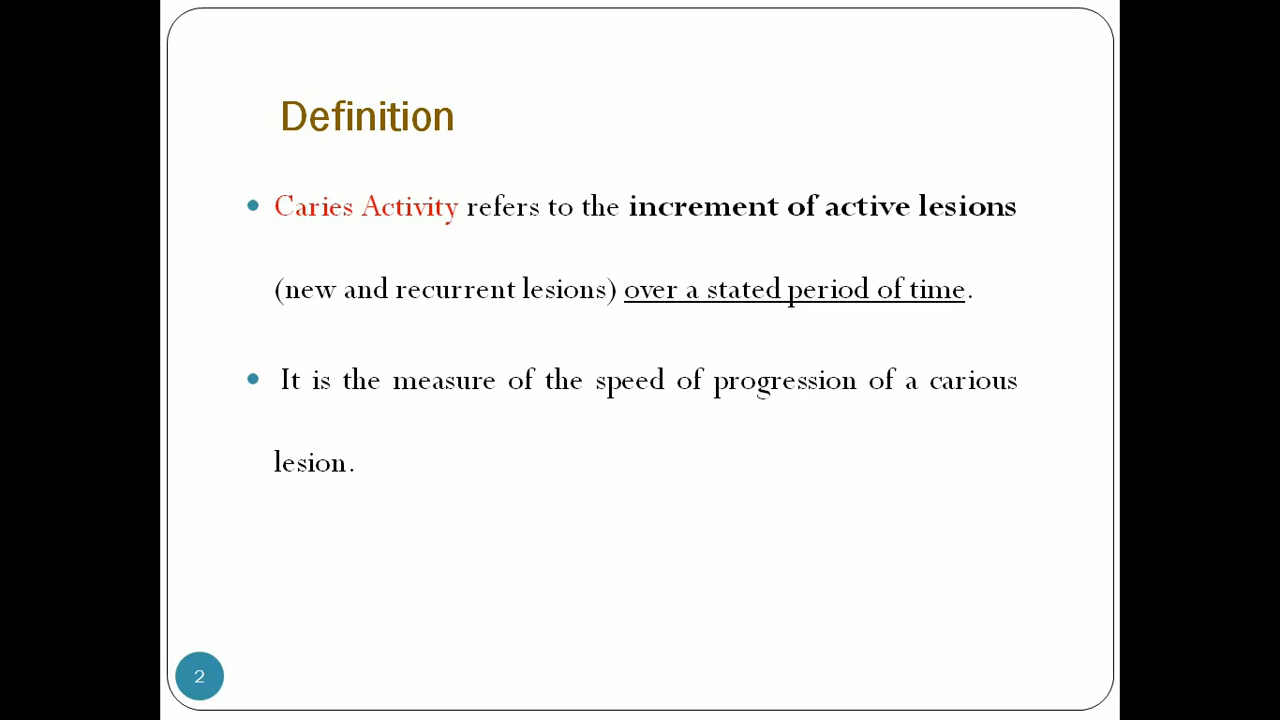 Definition
Caries Activity refers to the increment of active lesions
(new and recurrent lesions) over a stated period of time.
It is the measure of the speed of progression of a carious
lesion.
2